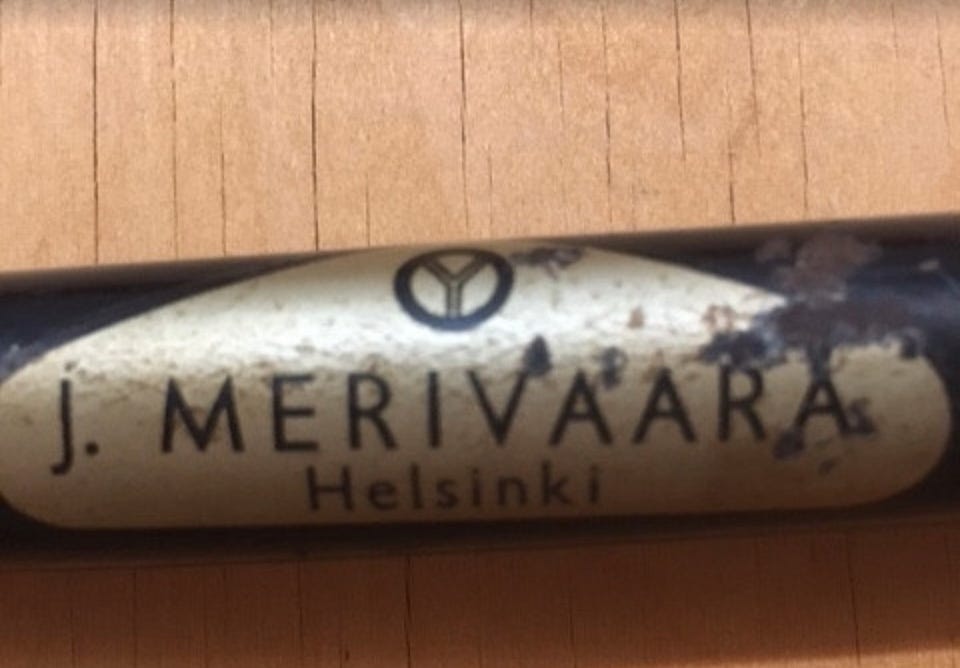 Y
J. MERIVAARA
Helsinki